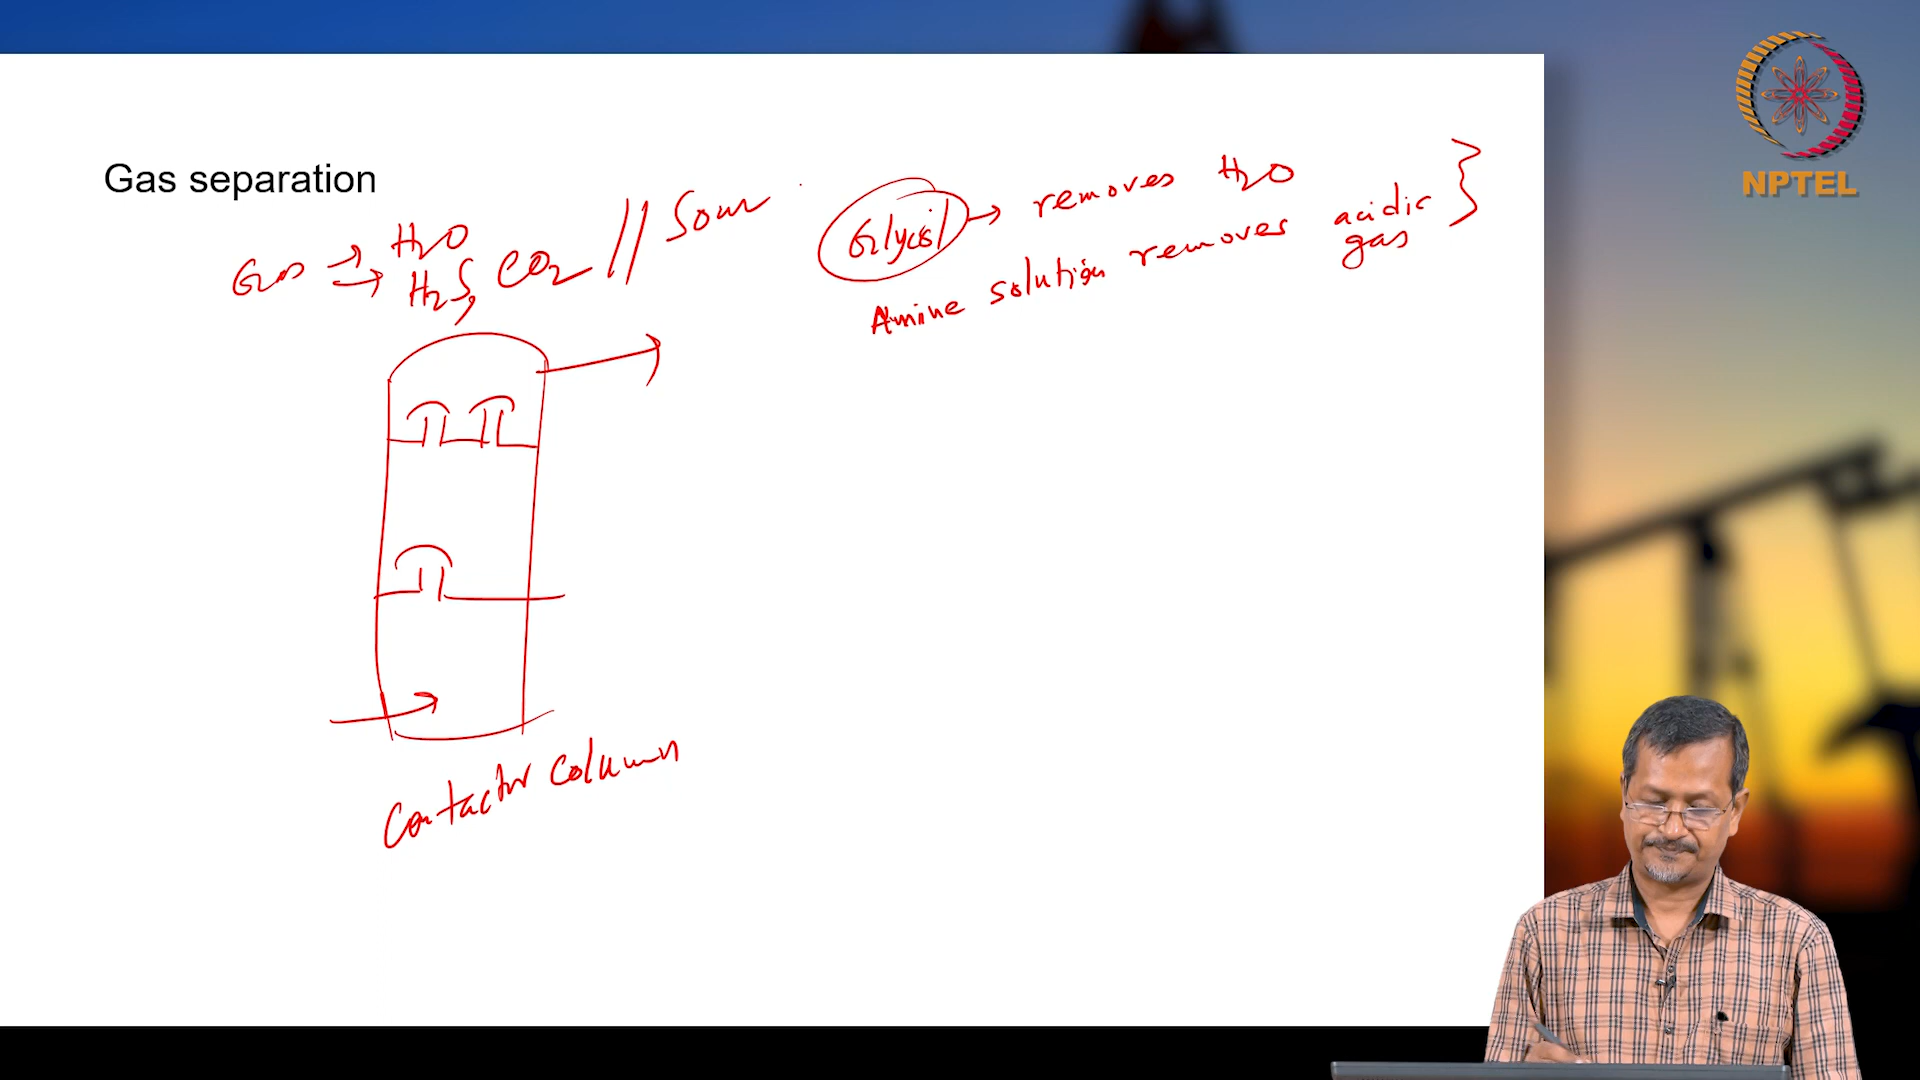 Gas separation
Gas → H2O
→ H2S, CO2 // Sour
Glycol → removes H2O
Amine solution removes acidic
gas }
Contactor Column
NPTEL